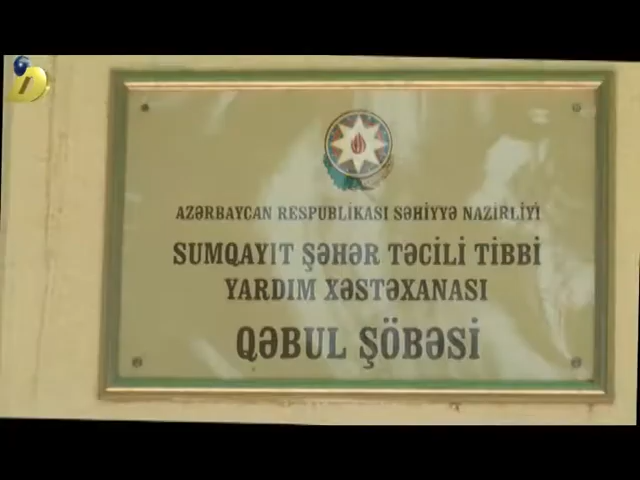 AZƏRBAYCAN RESPUBLİKASI SƏHİYYƏ NAZİRLİYİ
SUMQAYIT ŞƏHƏR TƏCİLİ TİBBİ
YARDIM XƏSTƏXANASI
QƏBUL ŞÖBƏSİ